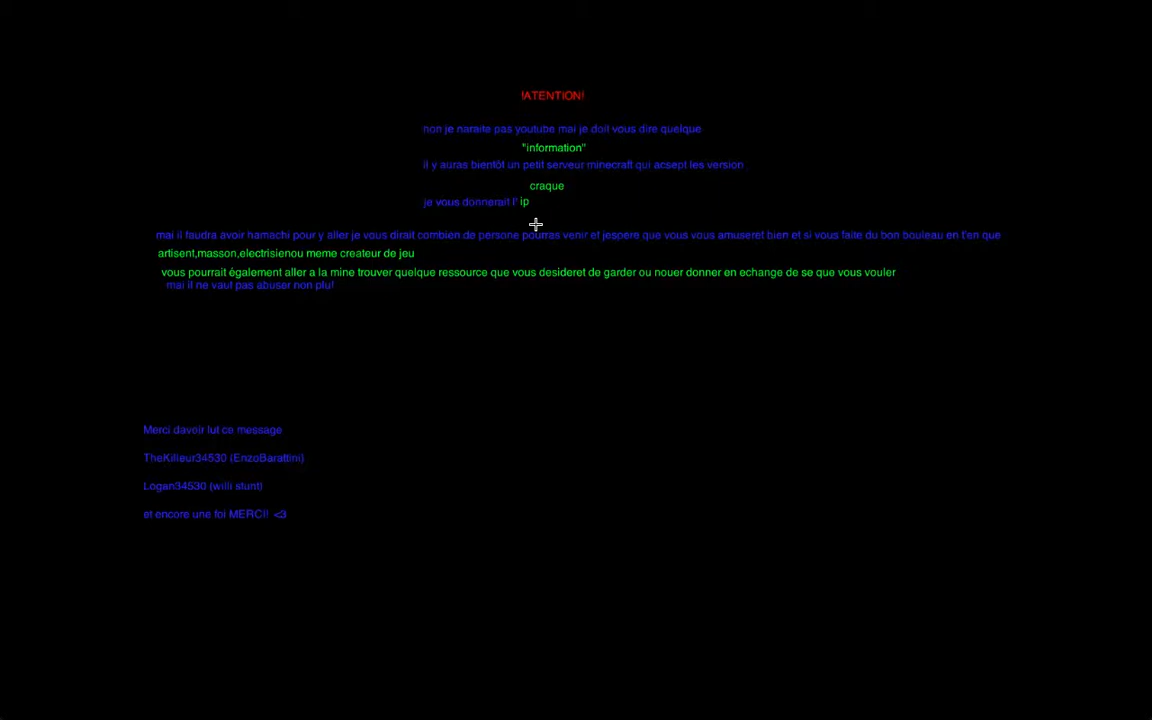 !ATENTION!
non je naraite pas youtube mai je doit vous dire quelque
"information"
il y auras bientôt un petit serveur minecraft qui acsept les version
craque
je vous donnerait l' ip
mai il faudra avoir hamachi pour y aller je vous dirait combien de persone pourras venir et jespere que vous vous amuseret bien et si vous faite du bon bouleau en t'en que
artisent,masson,electrisienou meme createur de jeu
vous pourrait également aller a la mine trouver quelque ressource que vous desideret de garder ou nouer donner en echange de se que vous vouler
mai il ne vaut pas abuser non plu!
Merci davoir lut ce message
TheKilleur34530 (EnzoBarattini)
Logan34530 (willi stunt)
et encore une foi MERCI! <3